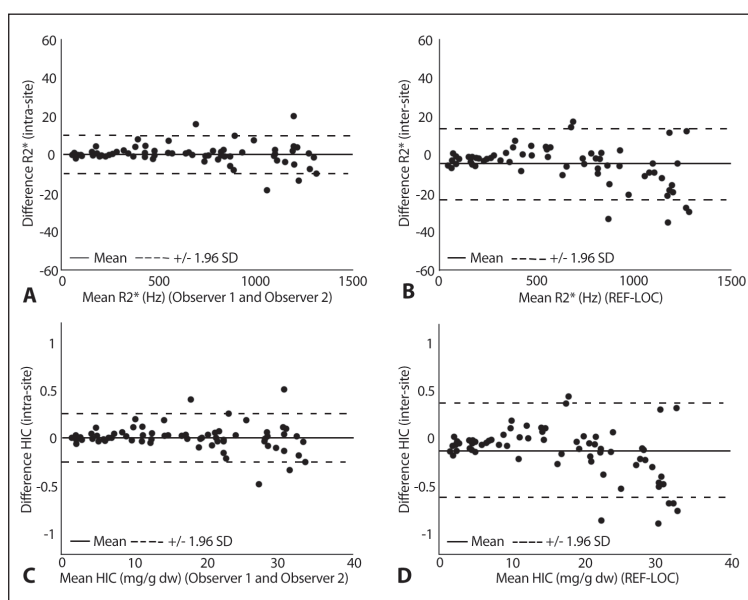 60
40
20
0
-20
-40
-60
Difference R2* (intra-site)
Mean
+/- 1.96 SD
0
500
1000
1500
A
Mean R2* (Hz) (Observer 1 and Observer 2)
60
40
20
0
-20
-40
-60
Difference R2* (inter-site)
Mean
+/- 1.96 SD
0
500
1000
1500
B
Mean R2* (Hz) (REF-LOC)
1
0.5
0
-0.5
-1
Difference HIC (intra-site)
Mean
+/- 1.96 SD
0
10
20
30
40
C
Mean HIC (mg/g dw) (Observer 1 and Observer 2)
1
0.5
0
-0.5
-1
Difference HIC (inter-site)
Mean
+/- 1.96 SD
0
10
20
30
40
D
Mean HIC (mg/g dw) (REF-LOC)